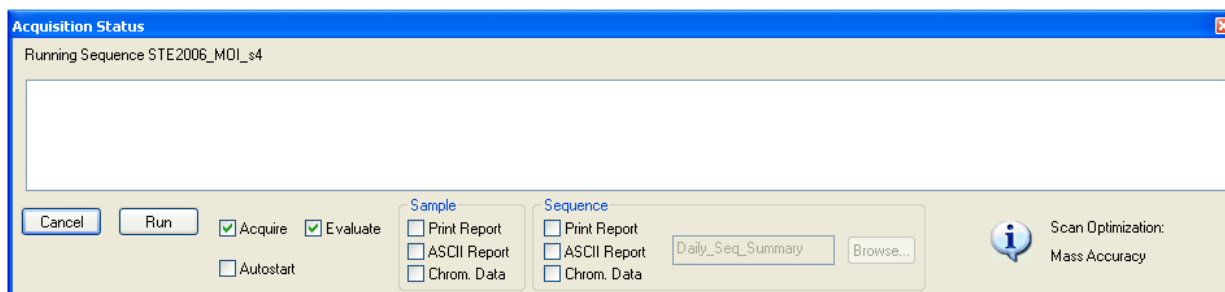 Acquisition Status
Running Sequence STE2006_MOI_s4
Cancel Run Acquire Evaluate
Autostart
Sample
Print Report
ASCII Report
Chrom. Data
Sequence
Print Report
ASCII Report
Chrom. Data
Daily_Seq_Summary Browse...
Scan Optimization:
Mass Accuracy